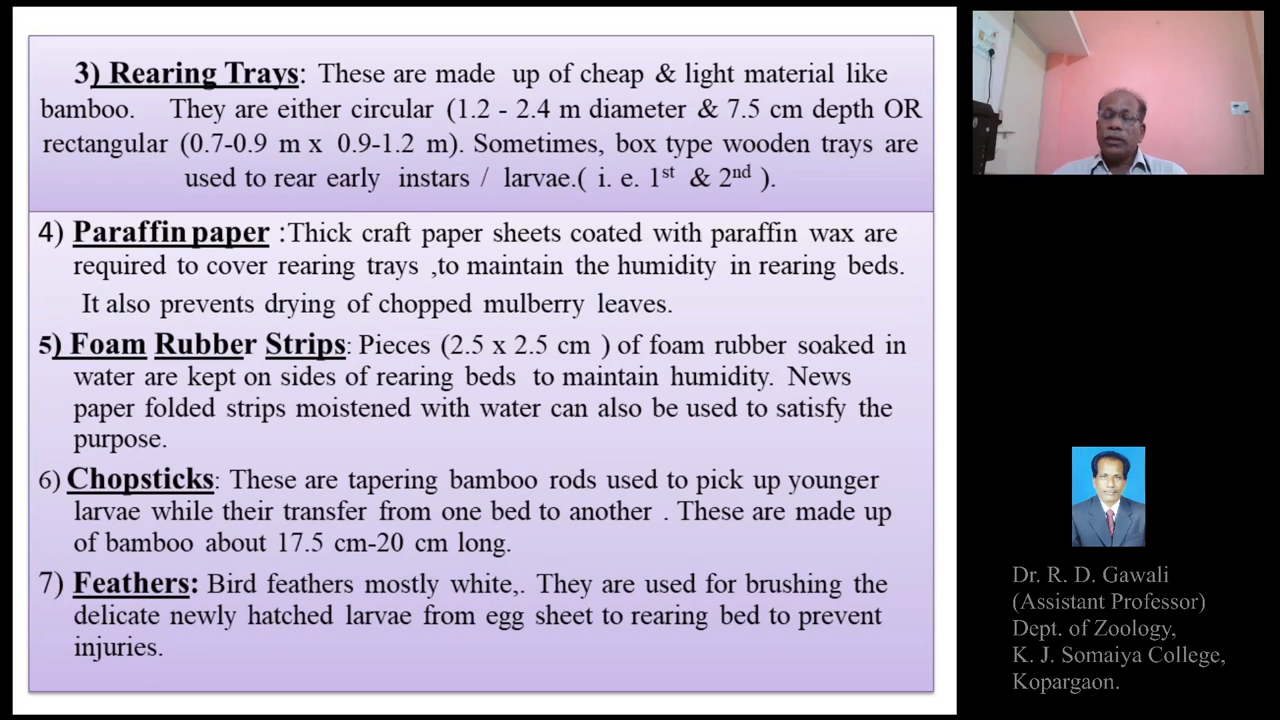 3) Rearing Trays: These are made up of cheap & light material like
bamboo. They are either circular (1.2 - 2.4 m diameter & 7.5 cm depth OR
rectangular (0.7-0.9 m x 0.9-1.2 m). Sometimes, box type wooden trays are
used to rear early instars / larvae.( i. e. 1st & 2nd ).
4) Paraffin paper :Thick craft paper sheets coated with paraffin wax are
required to cover rearing trays ,to maintain the humidity in rearing beds.
It also prevents drying of chopped mulberry leaves.
5) Foam Rubber Strips: Pieces (2.5 x 2.5 cm ) of foam rubber soaked in
water are kept on sides of rearing beds to maintain humidity. News
paper folded strips moistened with water can also be used to satisfy the
purpose.
6) Chopsticks: These are tapering bamboo rods used to pick up younger
larvae while their transfer from one bed to another . These are made up
of bamboo about 17.5 cm-20 cm long.
7) Feathers: Bird feathers mostly white,. They are used for brushing the
delicate newly hatched larvae from egg sheet to rearing bed to prevent
injuries.
Dr. R. D. Gawali
(Assistant Professor)
Dept. of Zoology,
K. J. Somaiya College,
Kopargaon.